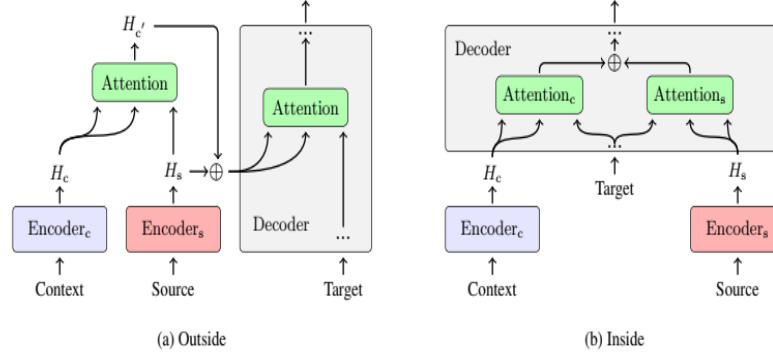 H_c′
...
Attention
Attention
H_c
H_s
⊕
Encoder_c
Encoder_s
Decoder
...
Context
Source
Target
(a) Outside
...
Decoder
⊕
Attention_c
Attention_s
...
H_c
Target
H_s
Encoder_c
Encoder_s
Context
Source
(b) Inside